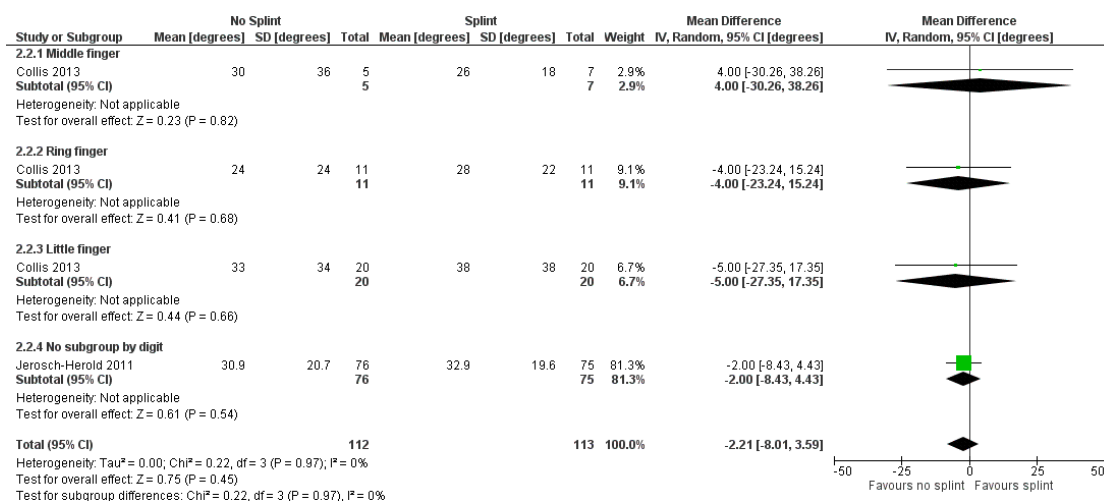 No Splint Splint Mean Difference Mean Difference
Study or Subgroup Mean [degrees] SD [degrees] Total Mean [degrees] SD [degrees] Total Weight IV, Random, 95% CI [degrees] IV, Random, 95% CI [degrees]
2.2.1 Middle finger
Collis 2013 30 36 5 26 18 7 2.9% 4.00 [-30.26, 38.26]
Subtotal (95% CI) 5 7 2.9% 4.00 [-30.26, 38.26]
Heterogeneity: Not applicable
Test for overall effect: Z = 0.23 (P = 0.82)
2.2.2 Ring finger
Collis 2013 24 24 11 28 22 11 9.1% -4.00 [-23.24, 15.24]
Subtotal (95% CI) 11 11 9.1% -4.00 [-23.24, 15.24]
Heterogeneity: Not applicable
Test for overall effect: Z = 0.41 (P = 0.68)
2.2.3 Little finger
Collis 2013 33 34 20 38 38 20 6.7% -5.00 [-27.35, 17.35]
Subtotal (95% CI) 20 20 6.7% -5.00 [-27.35, 17.35]
Heterogeneity: Not applicable
Test for overall effect: Z = 0.44 (P = 0.66)
2.2.4 No subgroup by digit
Jerosch-Herold 2011 30.9 20.7 76 32.9 19.6 75 81.3% -2.00 [-8.43, 4.43]
Subtotal (95% CI) 76 75 81.3% -2.00 [-8.43, 4.43]
Heterogeneity: Not applicable
Test for overall effect: Z = 0.61 (P = 0.54)
Total (95% CI) 112 113 100.0% -2.21 [-8.01, 3.59]
Heterogeneity: Tau² = 0.00; Chi² = 0.22, df = 3 (P = 0.97); I² = 0%
Test for overall effect: Z = 0.75 (P = 0.45)
Test for subgroup differences: Chi² = 0.22, df = 3 (P = 0.97), I² = 0%
-50 -25 0 25 50
Favours no splint Favours splint